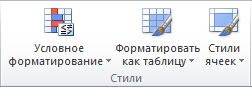 Условное форматирование
Форматировать как таблицу
Стили ячеек
Стили